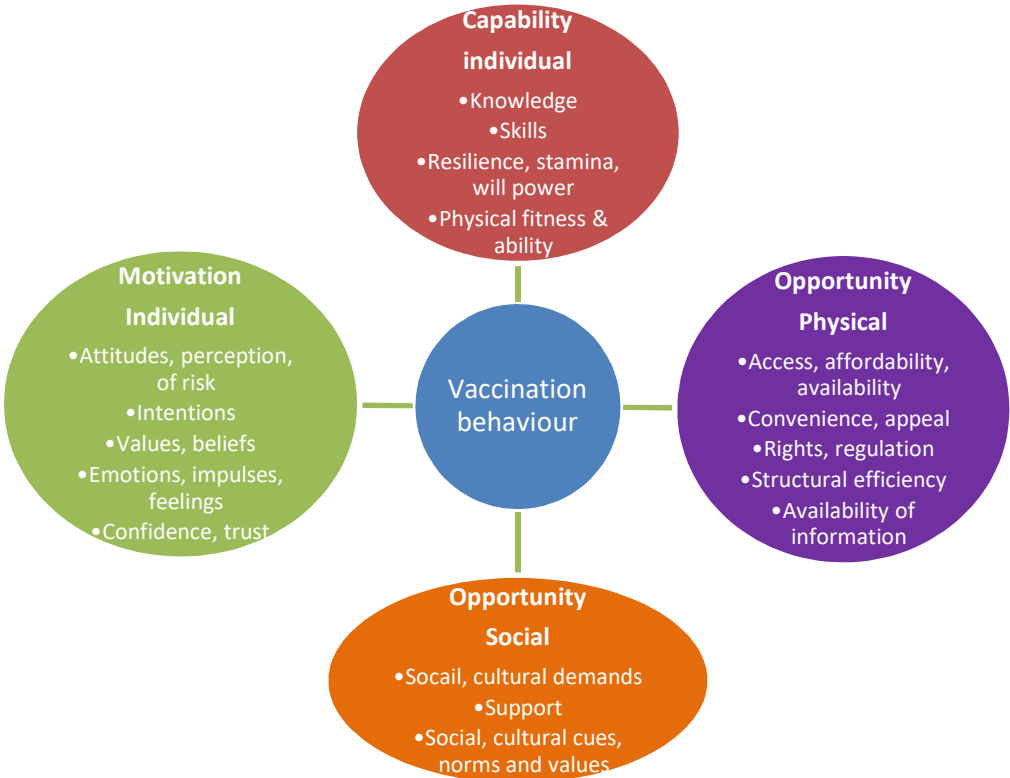 Capability
individual
•Knowledge
•Skills
•Resilience, stamina,
will power
•Physical fitness &
ability
Motivation
Individual
•Attitudes, perception,
of risk
•Intentions
•Values, beliefs
•Emotions, impulses,
feelings
•Confidence, trust
Vaccination
behaviour
Opportunity
Physical
•Access, affordability,
availability
•Convenience, appeal
•Rights, regulation
•Structural efficiency
•Availability of
information
Opportunity
Social
•Socail, cultural demands
•Support
•Social, cultural cues,
norms and values